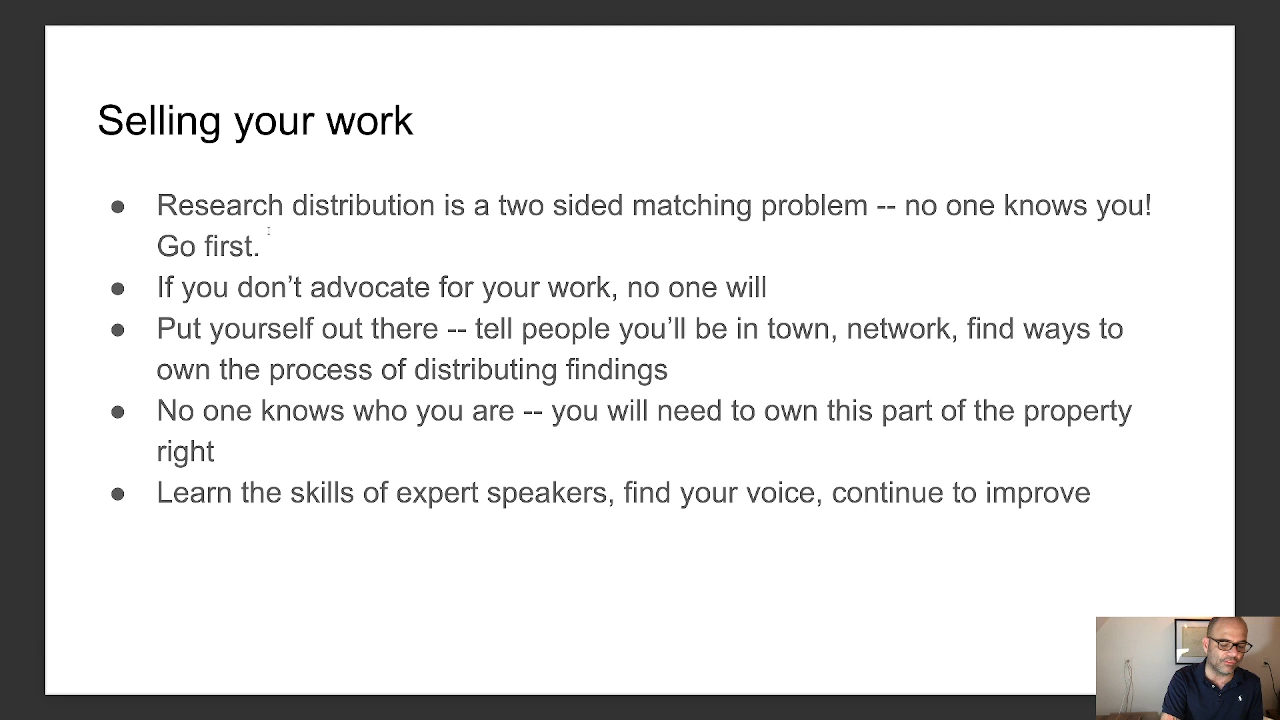 Selling your work
● Research distribution is a two sided matching problem -- no one knows you!
Go first.
● If you don’t advocate for your work, no one will
● Put yourself out there -- tell people you’ll be in town, network, find ways to
own the process of distributing findings
● No one knows who you are -- you will need to own this part of the property
right
● Learn the skills of expert speakers, find your voice, continue to improve